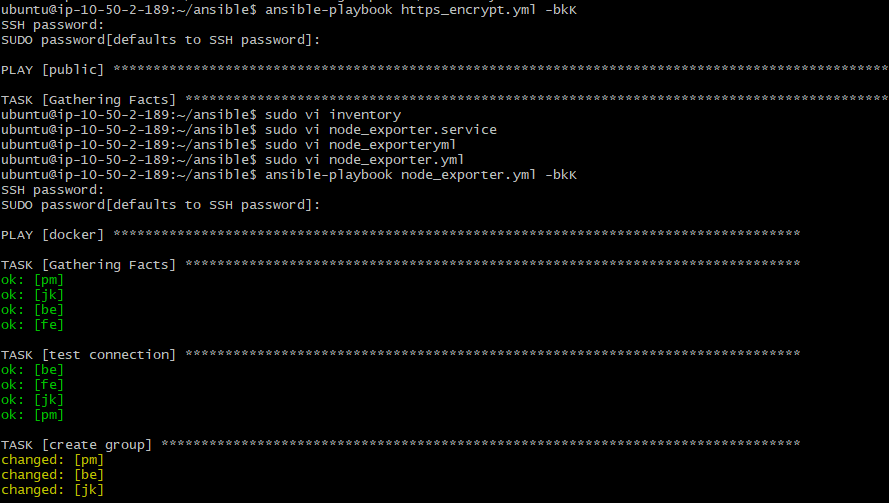 ubuntu@ip-10-50-2-189:~/ansible$ ansible-playbook https_encrypt.yml -bkK
SSH password:
SUDO password[defaults to SSH password]:
PLAY [public] *************************************************************************************************
TASK [Gathering Facts] ****************************************************************************************
ubuntu@ip-10-50-2-189:~/ansible$ sudo vi inventory
ubuntu@ip-10-50-2-189:~/ansible$ sudo vi node_exporter.service
ubuntu@ip-10-50-2-189:~/ansible$ sudo vi node_exporteryml
ubuntu@ip-10-50-2-189:~/ansible$ sudo vi node_exporter.yml
ubuntu@ip-10-50-2-189:~/ansible$ ansible-playbook node_exporter.yml -bkK
SSH password:
SUDO password[defaults to SSH password]:
PLAY [docker] **************************************************************************************
TASK [Gathering Facts] *****************************************************************************
ok: [pm]
ok: [jk]
ok: [be]
ok: [fe]
TASK [test connection] *****************************************************************************
ok: [be]
ok: [fe]
ok: [jk]
ok: [pm]
TASK [create group] ********************************************************************************
changed: [pm]
changed: [be]
changed: [jk]